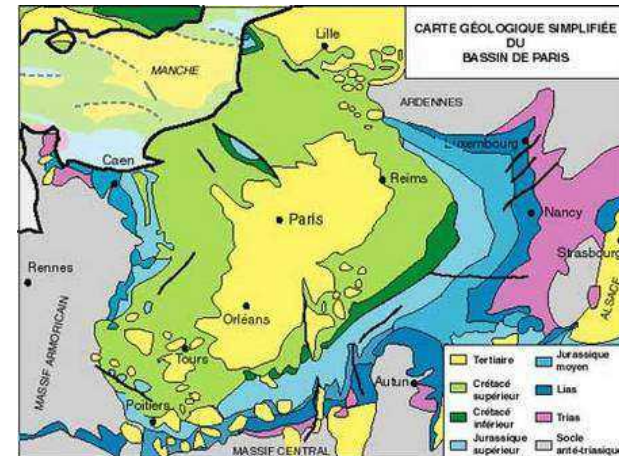 CARTE GÉOLOGIQUE SIMPLIFIÉE
DU
BASSIN DE PARIS
Lille
MANCHE
ARDENNES
Luxembourg
Caen
Reims
Paris
Nancy
Strasbourg
Rennes
ALSACE
MASSIF ARMORICAIN
Orléans
Tours
Autun
Poitiers
MASSIF CENTRAL
Tertiaire
Crétacé
supérieur
Crétacé
inférieur
Jurassique
supérieur
Jurassique
moyen
Lias
Trias
Socle
anté-triasique